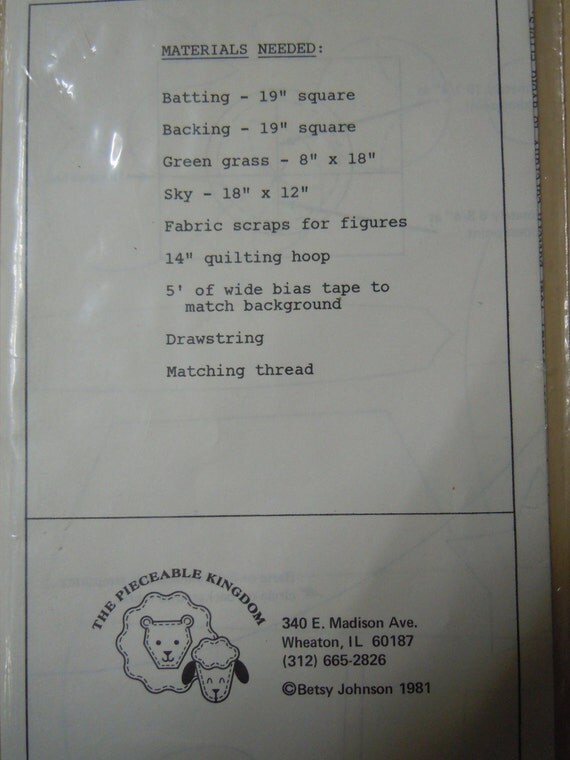 MATERIALS NEEDED:
Batting - 19" square
Backing - 19" square
Green grass - 8" x 18"
Sky - 18" x 12"
Fabric scraps for figures
14" quilting hoop
5' of wide bias tape to
match background
Drawstring
Matching thread
THE PIECEABLE KINGDOM
340 E. Madison Ave.
Wheaton, IL 60187
(312) 665-2826
©Betsy Johnson 1981